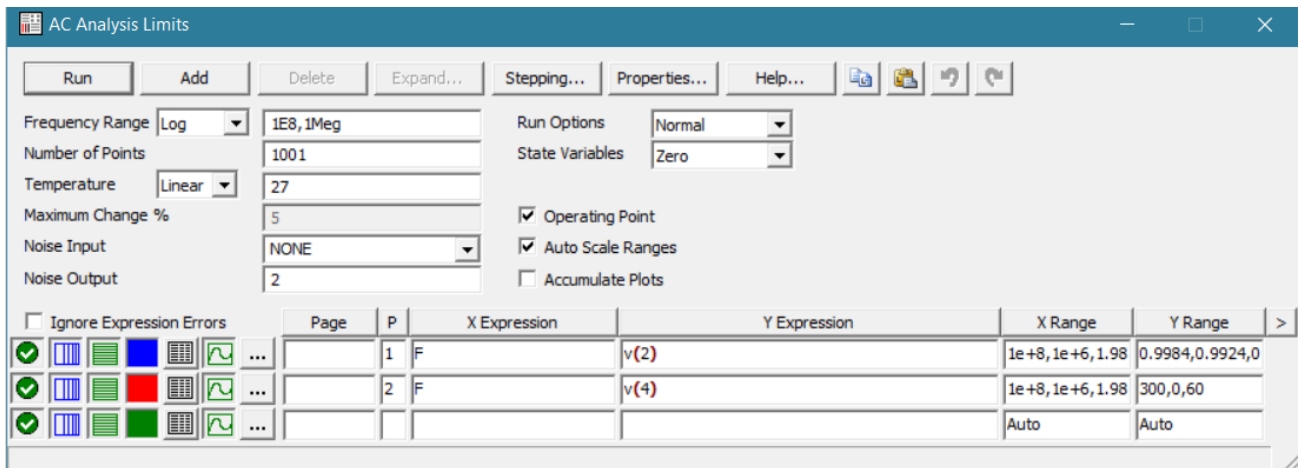 AC Analysis Limits
Run Add Delete Expand... Stepping... Properties... Help...
Frequency Range Log 1E8,1Meg Run Options Normal
Number of Points 1001 State Variables Zero
Temperature Linear 27
Maximum Change % 5 Operating Point
Noise Input NONE Auto Scale Ranges
Noise Output 2 Accumulate Plots
Ignore Expression Errors Page P X Expression Y Expression X Range Y Range >
... 1 F v(2) 1e+8,1e+6,1.98 0.9984,0.9924,0
... 2 F v(4) 1e+8,1e+6,1.98 300,0,60
... Auto Auto